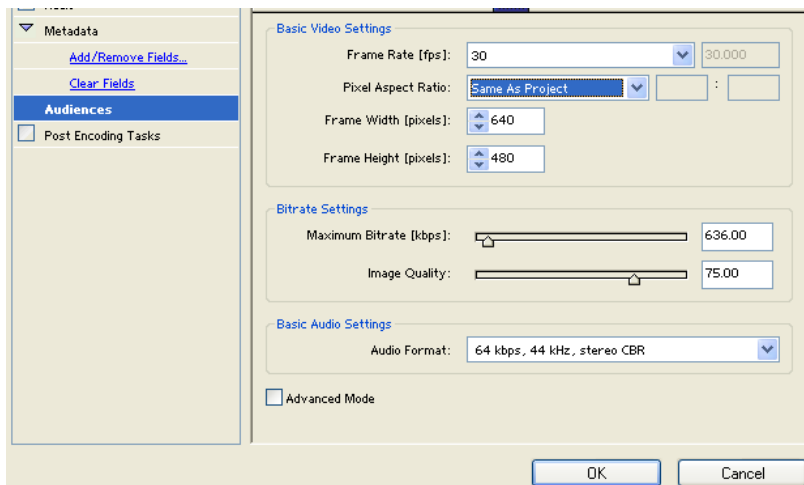 Metadata
Add/Remove Fields...
Clear Fields
Audiences
Post Encoding Tasks
Basic Video Settings
Frame Rate [fps]: 30 30.000
Pixel Aspect Ratio: Same As Project :
Frame Width [pixels]: 640
Frame Height [pixels]: 480
Bitrate Settings
Maximum Bitrate [kbps]: 636.00
Image Quality: 75.00
Basic Audio Settings
Audio Format: 64 kbps, 44 kHz, stereo CBR
Advanced Mode
OK Cancel